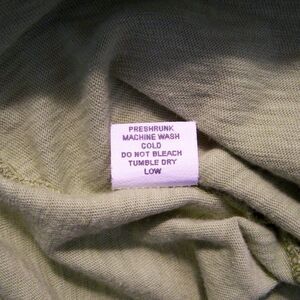 PRESHRUNK
MACHINE WASH
COLD
DO NOT BLEACH
TUMBLE DRY
LOW